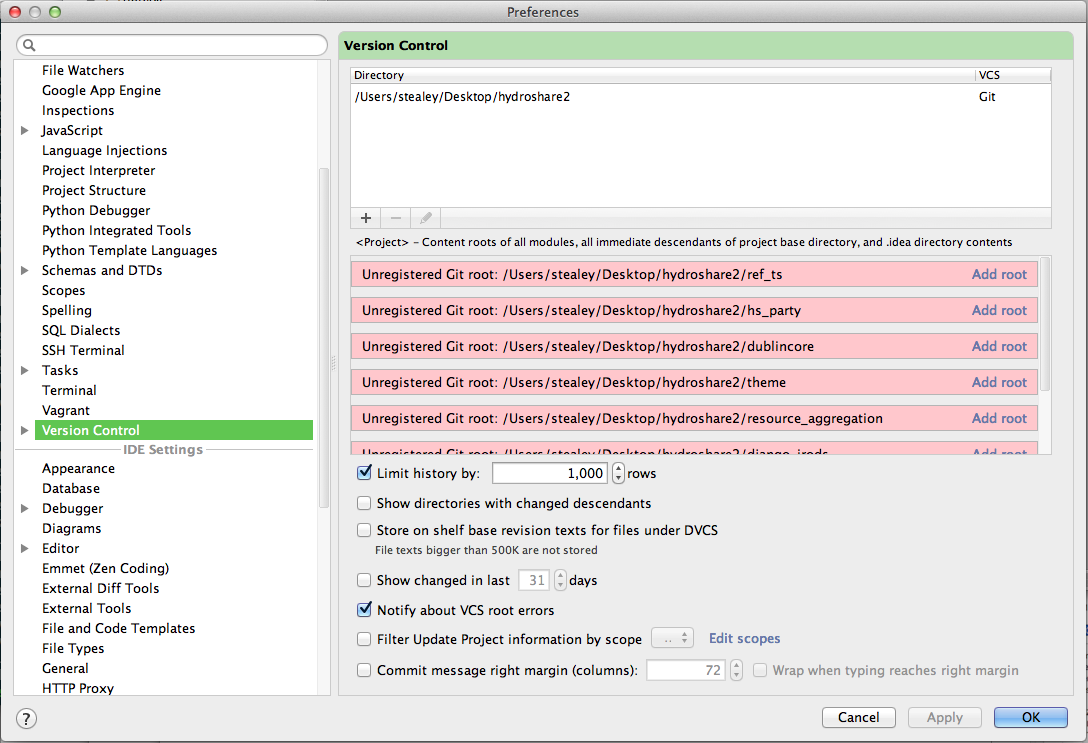 Preferences
File Watchers
Google App Engine
Inspections
JavaScript
Language Injections
Project Interpreter
Project Structure
Python Debugger
Python Integrated Tools
Python Template Languages
Schemas and DTDs
Scopes
Spelling
SQL Dialects
SSH Terminal
Tasks
Terminal
Vagrant
Version Control
IDE Settings
Appearance
Database
Debugger
Diagrams
Editor
Emmet (Zen Coding)
External Diff Tools
External Tools
File and Code Templates
File Types
General
HTTP Proxy
?
Version Control
Directory VCS
/Users/stealey/Desktop/hydroshare2 Git
<Project> – Content roots of all modules, all immediate descendants of project base directory, and .idea directory contents
Unregistered Git root: /Users/stealey/Desktop/hydroshare2/ref_ts Add root
Unregistered Git root: /Users/stealey/Desktop/hydroshare2/hs_party Add root
Unregistered Git root: /Users/stealey/Desktop/hydroshare2/dublincore Add root
Unregistered Git root: /Users/stealey/Desktop/hydroshare2/theme Add root
Unregistered Git root: /Users/stealey/Desktop/hydroshare2/resource_aggregation Add root
Unregistered Git root: /Users/stealey/Desktop/hydroshare2/django_irods Add root
Limit history by: 1,000 rows
Show directories with changed descendants
Store on shelf base revision texts for files under DVCS
File texts bigger than 500K are not stored
Show changed in last 31 days
Notify about VCS root errors
Filter Update Project information by scope .. Edit scopes
Commit message right margin (columns): 72 Wrap when typing reaches right margin
Cancel Apply OK